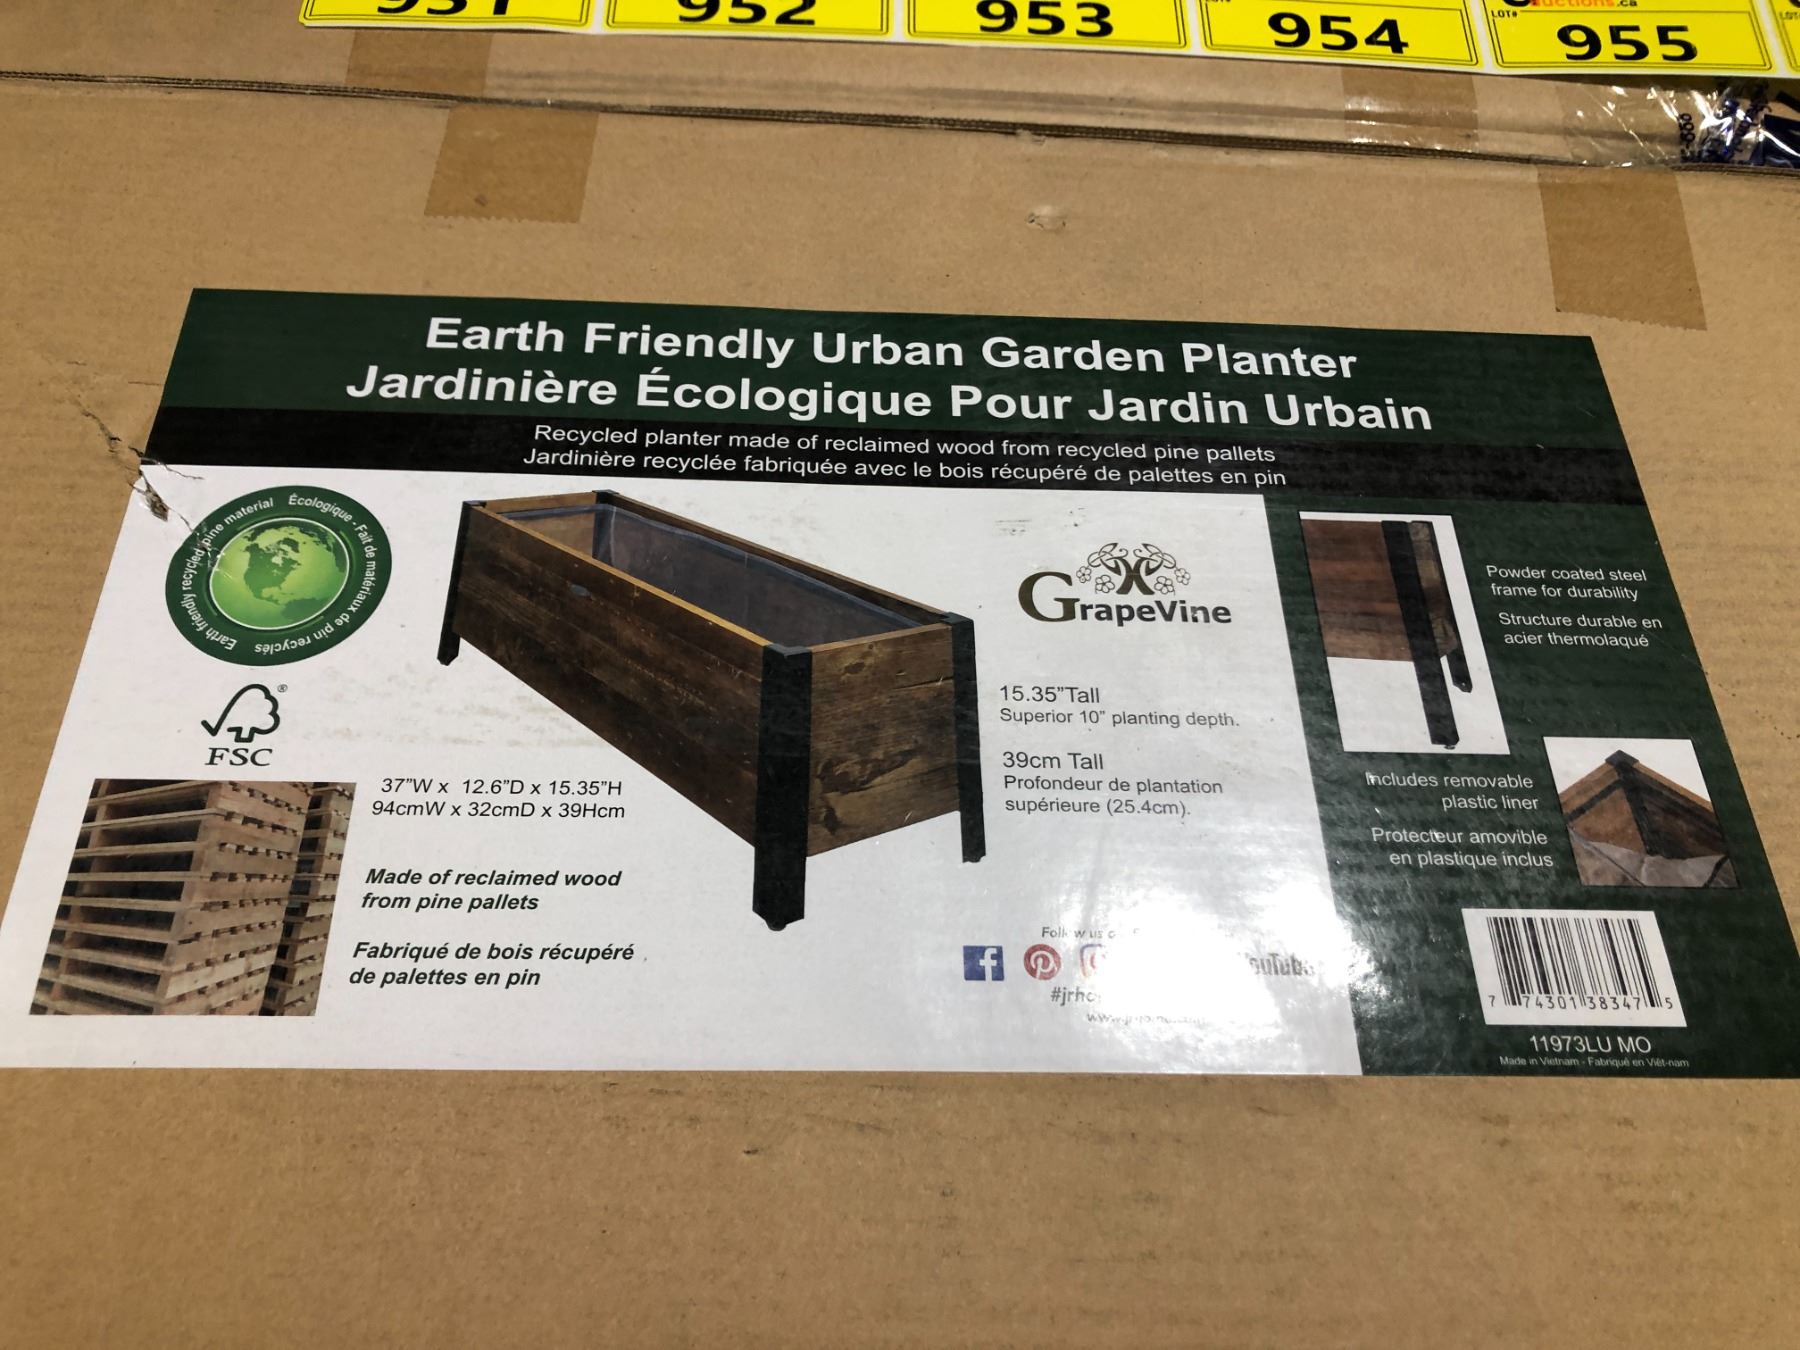 951
952
953
954
LOT#
955
Earth Friendly Urban Garden Planter
Jardinière Écologique Pour Jardin Urbain
Recycled planter made of reclaimed wood from recycled pine pallets
Jardinière recyclée fabriquée avec le bois récupéré de palettes en pin
Earth friendly recycled pine material
Écologique - Fait de matériaux de pin recyclés
FSC
®
37”W x 12.6”D x 15.35”H
94cmW x 32cmD x 39Hcm
Made of reclaimed wood
from pine pallets
Fabriqué de bois récupéré
de palettes en pin
GrapeVine
15.35”Tall
Superior 10” planting depth.
39cm Tall
Profondeur de plantation
supérieure (25.4cm).
YouTube
Powder coated steel
frame for durability
Structure durable en
acier thermolaqué
Includes removable
plastic liner
Protecteur amovible
en plastique inclus
7 74301 38347 5
11973LU MO
Made in Vietnam - Fabriqué en Viêt-nam